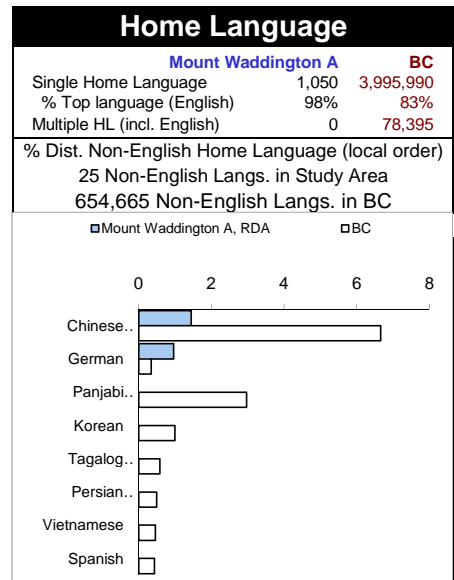 Home Language
Mount Waddington A BC
Single Home Language 1,050 3,995,990
% Top language (English) 98% 83%
Multiple HL (incl. English) 0 78,395
% Dist. Non-English Home Language (local order)
25 Non-English Langs. in Study Area
654,665 Non-English Langs. in BC
Mount Waddington A, RDA BC
0 2 4 6 8
Chinese..
German
Panjabi..
Korean
Tagalog..
Persian..
Vietnamese
Spanish